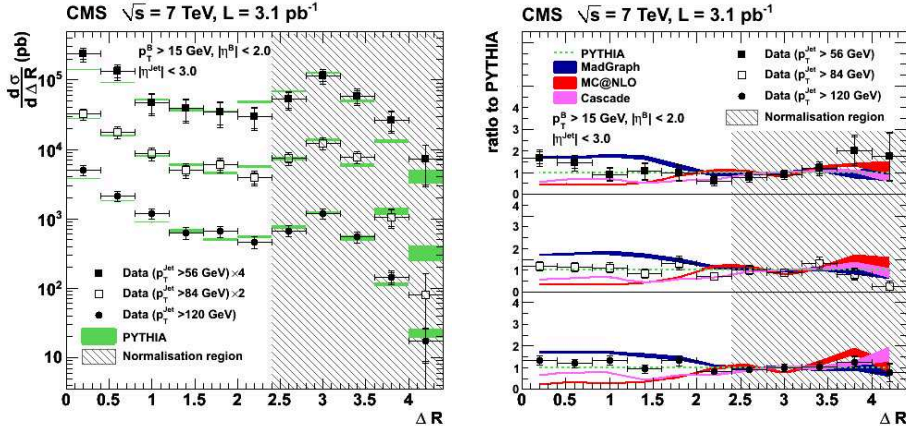 CMS √s = 7 TeV, L = 3.1 pb⁻¹
dσ/dΔR (pb)
p_T^B > 15 GeV, |η^B| < 2.0
|η^Jet| < 3.0
10⁵
10⁴
10³
10²
10
Data (p_T^Jet >56 GeV) ×4
Data (p_T^Jet >84 GeV) ×2
Data (p_T^Jet >120 GeV)
PYTHIA
Normalisation region
0 0.5 1 1.5 2 2.5 3 3.5 4
Δ R
CMS √s = 7 TeV, L = 3.1 pb⁻¹
ratio to PYTHIA
PYTHIA
MadGraph
MC@NLO
Cascade
p_T^B > 15 GeV, |η^B| < 2.0
|η^Jet| < 3.0
Data (p_T^Jet > 56 GeV)
Data (p_T^Jet > 84 GeV)
Data (p_T^Jet > 120 GeV)
Normalisation region
4
2
1
0
4
2
1
0
4
2
1
0
0 0.5 1 1.5 2 2.5 3 3.5 4
Δ R